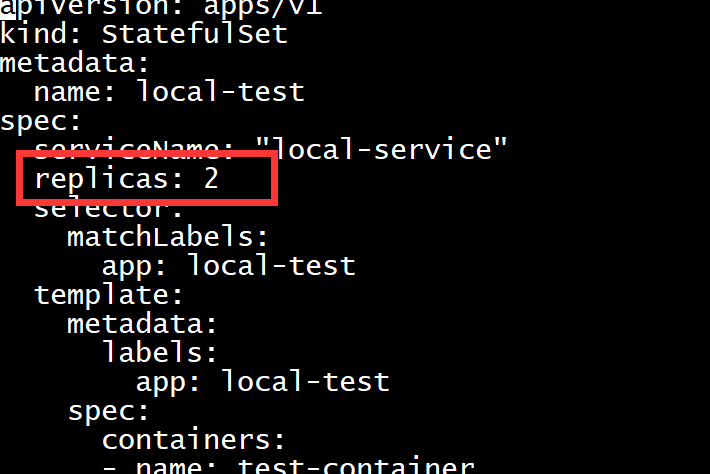 apiVersion: apps/v1
kind: StatefulSet
metadata:
  name: local-test
spec:
  serviceName: "local-service"
  replicas: 2
  selector:
    matchLabels:
      app: local-test
  template:
    metadata:
      labels:
        app: local-test
    spec:
      containers:
      - name: test-container